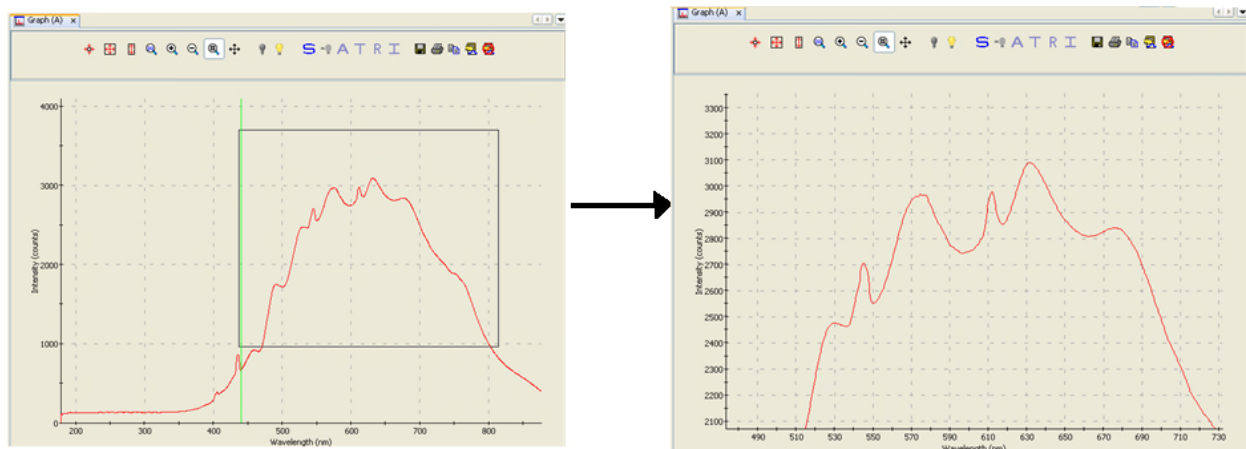 Graph (A)
S A T R I
4000
3000
2000
1000
0
Intensity (counts)
200 300 400 500 600 700 800
Wavelength (nm)
Graph (A)
S A T R I
3300
3200
3100
3000
2900
2800
2700
2600
2500
2400
2300
2200
2100
Intensity (counts)
490 510 530 550 570 590 610 630 650 670 690 710 730
Wavelength (nm)